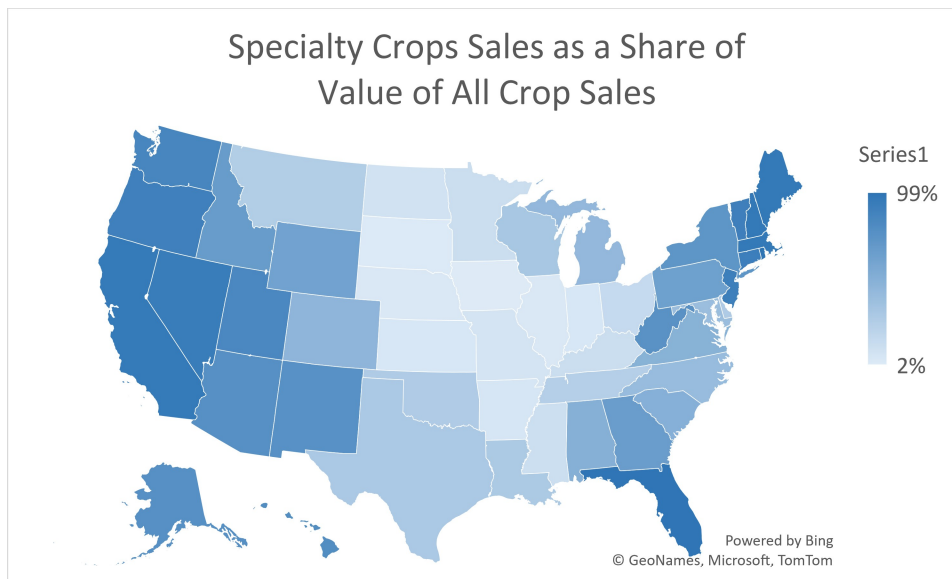 Specialty Crops Sales as a Share of
Value of All Crop Sales
Series1
99%
2%
Powered by Bing
© GeoNames, Microsoft, TomTom